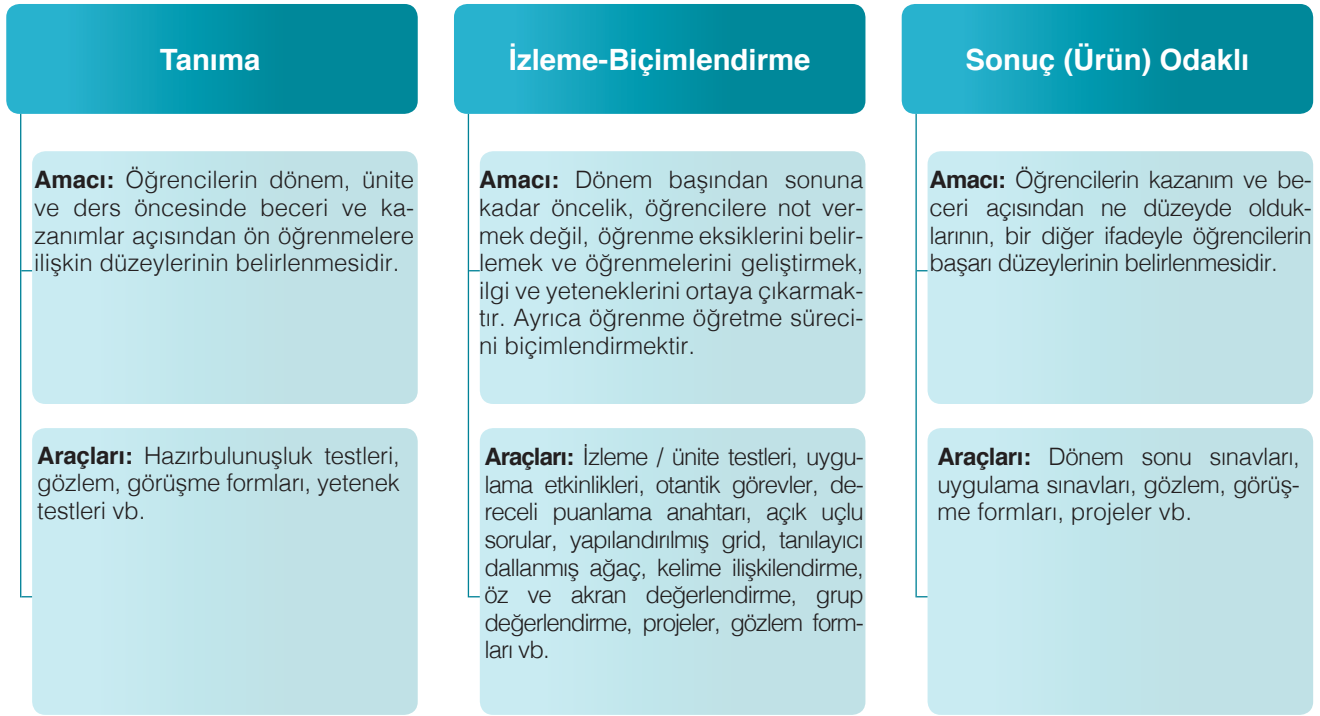 Tanıma
Amacı: Öğrencilerin dönem, ünite
ve ders öncesinde beceri ve ka-
zanımlar açısından ön öğrenmelere
ilişkin düzeylerinin belirlenmesidir.
Araçları: Hazırbulunuşluk testleri,
gözlem, görüşme formları, yetenek
testleri vb.
İzleme-Biçimlendirme
Amacı: Dönem başından sonuna
kadar öncelik, öğrencilere not ver-
mek değil, öğrenme eksiklerini belir-
lemek ve öğrenmelerini geliştirmek,
ilgi ve yeteneklerini ortaya çıkarmak-
tır. Ayrıca öğrenme öğretme süreci-
ni biçimlendirmektir.
Araçları: İzleme / ünite testleri, uygu-
lama etkinlikleri, otantik görevler, de-
receli puanlama anahtarı, açık uçlu
sorular, yapılandırılmış grid, tanılayıcı
dallanmış ağaç, kelime ilişkilendirme,
öz ve akran değerlendirme, grup
değerlendirme, projeler, gözlem form-
ları vb.
Sonuç (Ürün) Odaklı
Amacı: Öğrencilerin kazanım ve be-
ceri açısından ne düzeyde olduk-
larının, bir diğer ifadeyle öğrencilerin
başarı düzeylerinin belirlenmesidir.
Araçları: Dönem sonu sınavları,
uygulama sınavları, gözlem, görüş-
me formları, projeler vb.